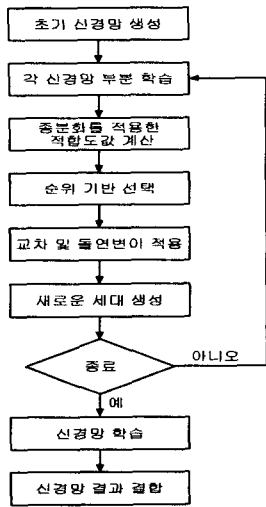 초기 신경망 생성
각 신경망 부분 학습
종분화를 적용한
적합도값 계산
순위 기반 선택
교차 및 돌연변이 적용
새로운 세대 생성
종료
아니오
예
신경망 학습
신경망 결과 결합